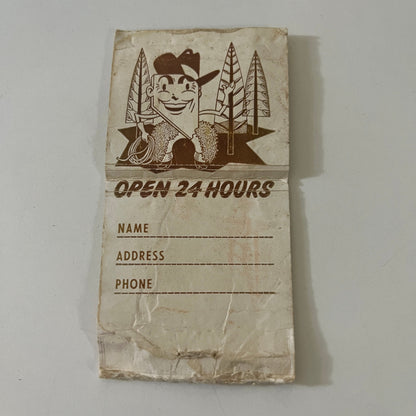 OPEN 24 HOURS
NAME
ADDRESS
PHONE